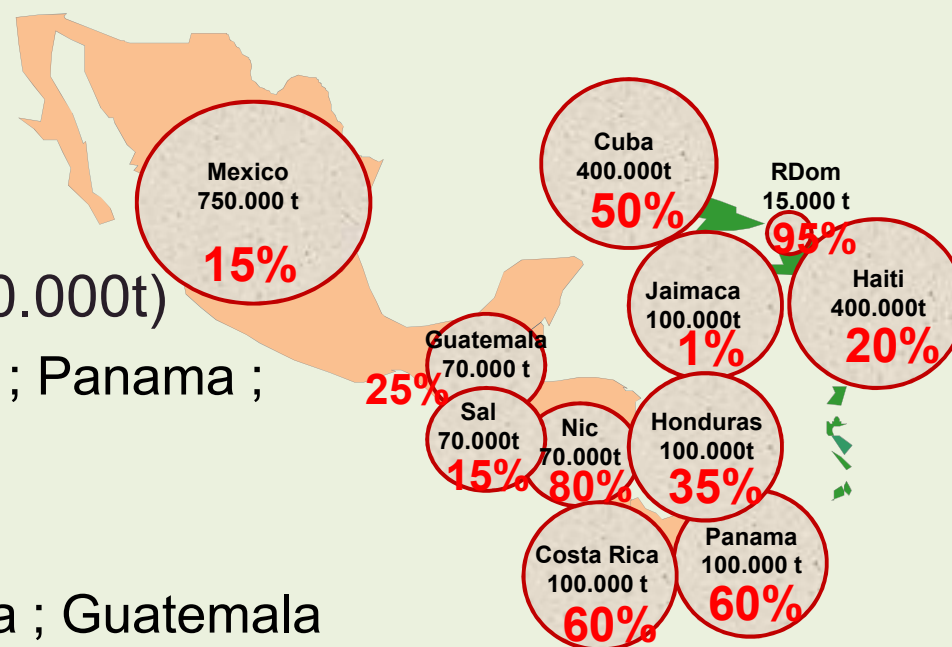 Cuba
400.000t
50%
Mexico
750.000 t
15%
RDom
15.000 t
95%
0.000t)
Jaimaca
100.000t
1%
Haiti
400.000t
20%
; Panama ;
Guatemala
70.000 t
25%
Sal
70.000t
15%
Nic
70.000t
80%
Honduras
100.000t
35%
Costa Rica
100.000 t
60%
Panama
100.000 t
60%
a ; Guatemala